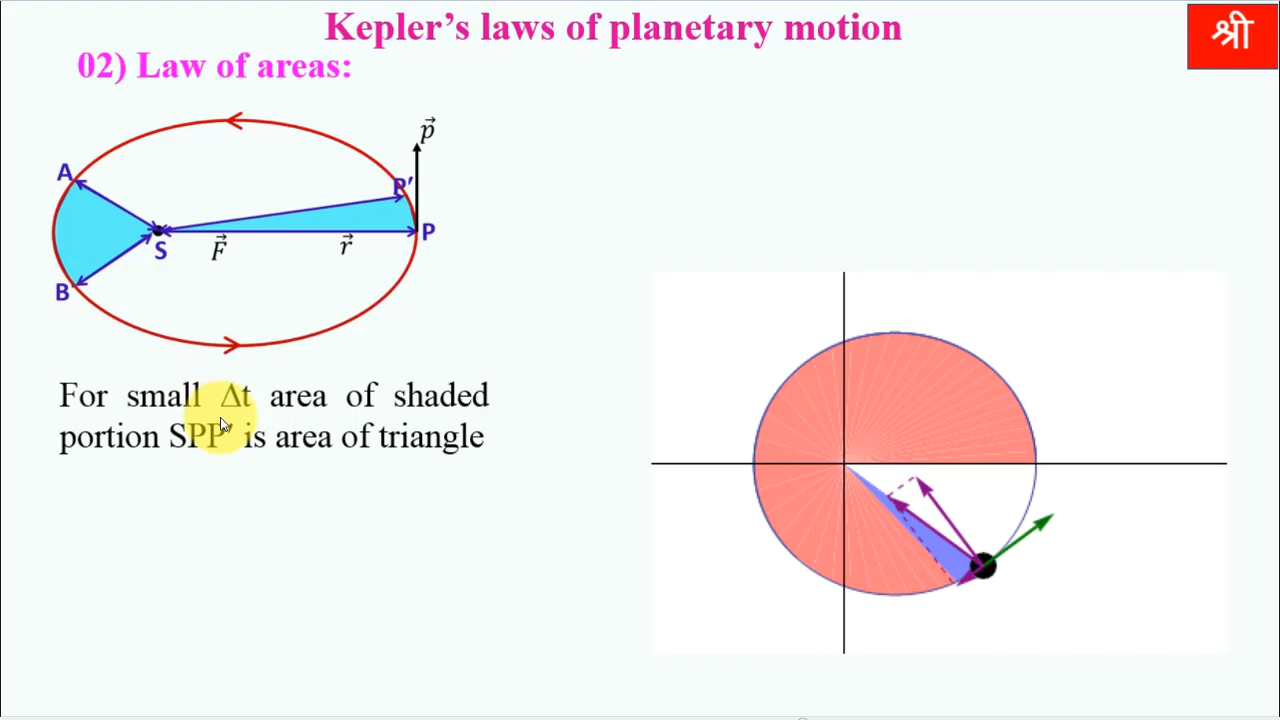 Kepler’s laws of planetary motion
श्री
02) Law of areas:
p⃗
A
P′
S
F⃗
r⃗
P
B
For small Δt area of shaded
portion SPP′ is area of triangle